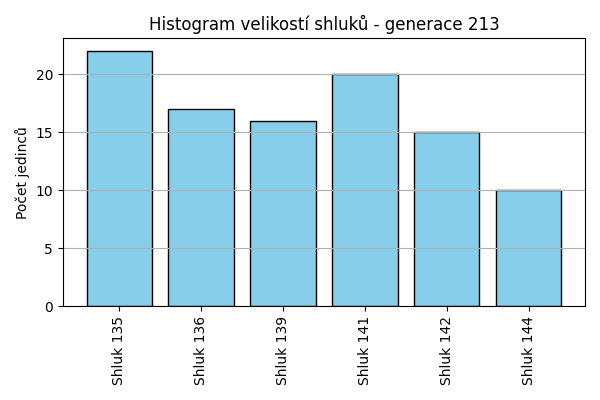 Histogram velikostí shluků - generace 213
Počet jedinců
20
15
10
5
0
Shluk 135
Shluk 136
Shluk 139
Shluk 141
Shluk 142
Shluk 144